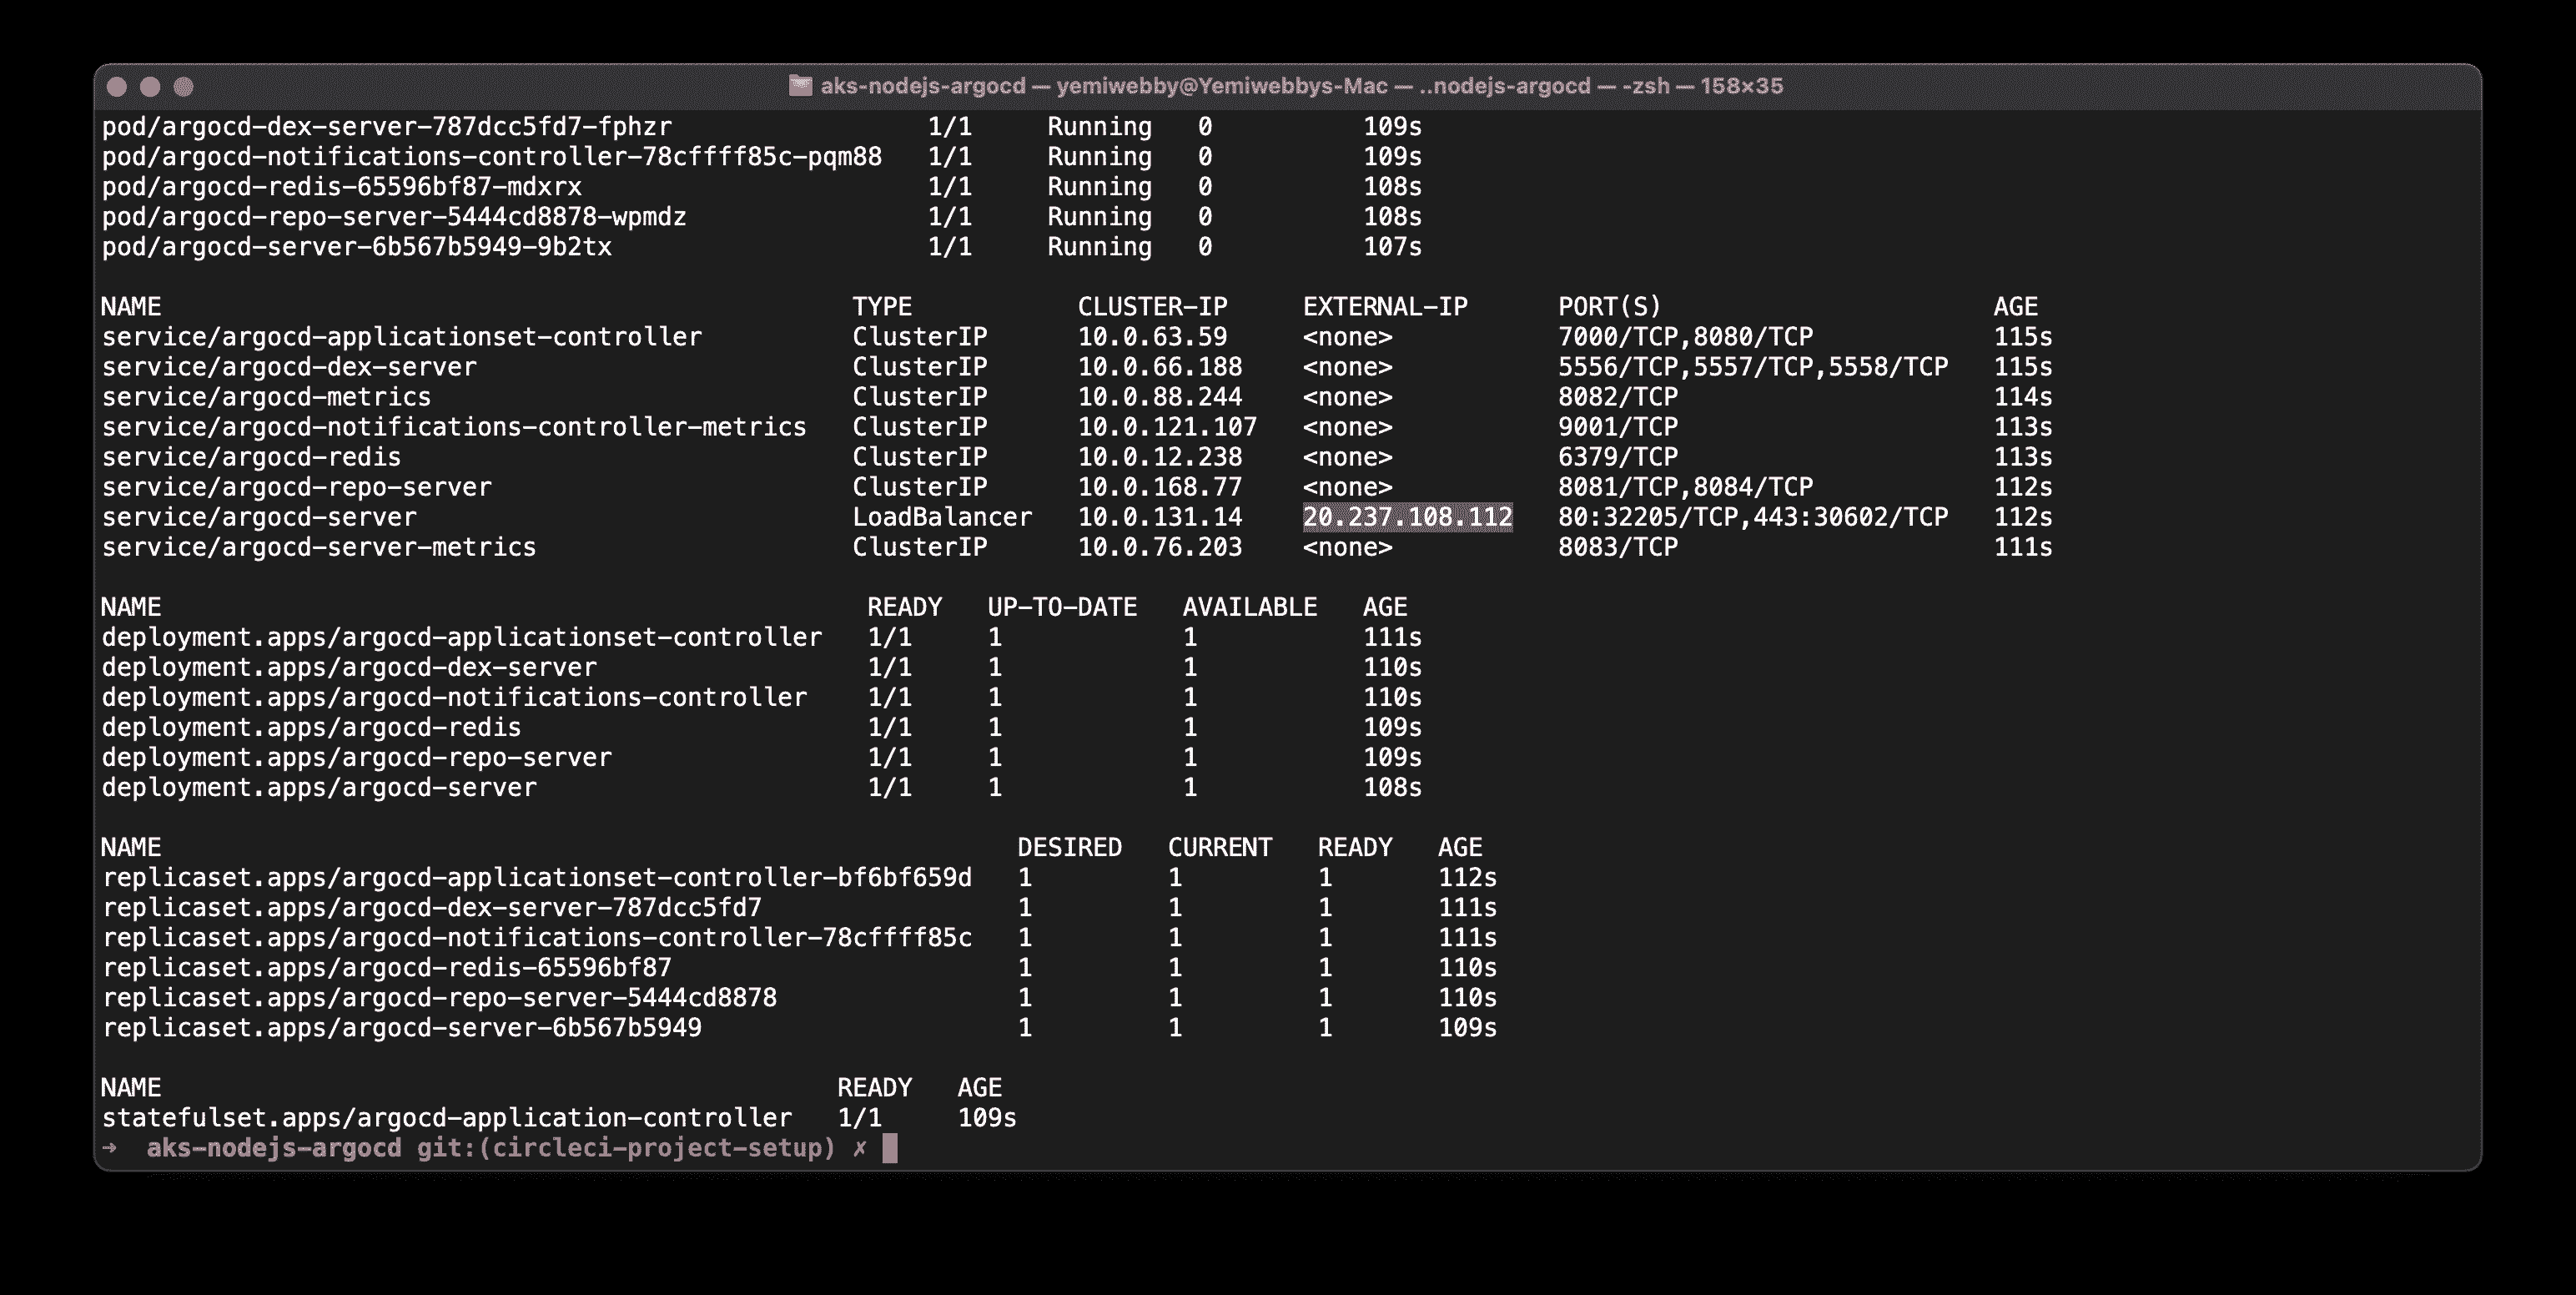 aks-nodejs-argocd — yemiwebby@Yemiwebbys-Mac — ..nodejs-argocd — -zsh — 158×35
pod/argocd-dex-server-787dcc5fd7-fphzr 1/1 Running 0 109s
pod/argocd-notifications-controller-78cffff85c-pqm88 1/1 Running 0 109s
pod/argocd-redis-65596bf87-mdxrx 1/1 Running 0 108s
pod/argocd-repo-server-5444cd8878-wpmdz 1/1 Running 0 108s
pod/argocd-server-6b567b5949-9b2tx 1/1 Running 0 107s
NAME TYPE CLUSTER-IP EXTERNAL-IP PORT(S) AGE
service/argocd-applicationset-controller ClusterIP 10.0.63.59 <none> 7000/TCP,8080/TCP 115s
service/argocd-dex-server ClusterIP 10.0.66.188 <none> 5556/TCP,5557/TCP,5558/TCP 115s
service/argocd-metrics ClusterIP 10.0.88.244 <none> 8082/TCP 114s
service/argocd-notifications-controller-metrics ClusterIP 10.0.121.107 <none> 9001/TCP 113s
service/argocd-redis ClusterIP 10.0.12.238 <none> 6379/TCP 113s
service/argocd-repo-server ClusterIP 10.0.168.77 <none> 8081/TCP,8084/TCP 112s
service/argocd-server LoadBalancer 10.0.131.14 20.237.108.112 80:32205/TCP,443:30602/TCP 112s
service/argocd-server-metrics ClusterIP 10.0.76.203 <none> 8083/TCP 111s
NAME READY UP-TO-DATE AVAILABLE AGE
deployment.apps/argocd-applicationset-controller 1/1 1 1 111s
deployment.apps/argocd-dex-server 1/1 1 1 110s
deployment.apps/argocd-notifications-controller 1/1 1 1 110s
deployment.apps/argocd-redis 1/1 1 1 109s
deployment.apps/argocd-repo-server 1/1 1 1 109s
deployment.apps/argocd-server 1/1 1 1 108s
NAME DESIRED CURRENT READY AGE
replicaset.apps/argocd-applicationset-controller-bf6bf659d 1 1 1 112s
replicaset.apps/argocd-dex-server-787dcc5fd7 1 1 1 111s
replicaset.apps/argocd-notifications-controller-78cffff85c 1 1 1 111s
replicaset.apps/argocd-redis-65596bf87 1 1 1 110s
replicaset.apps/argocd-repo-server-5444cd8878 1 1 1 110s
replicaset.apps/argocd-server-6b567b5949 1 1 1 109s
NAME READY AGE
statefulset.apps/argocd-application-controller 1/1 109s
➜ aks-nodejs-argocd git:(circleci-project-setup) ✗